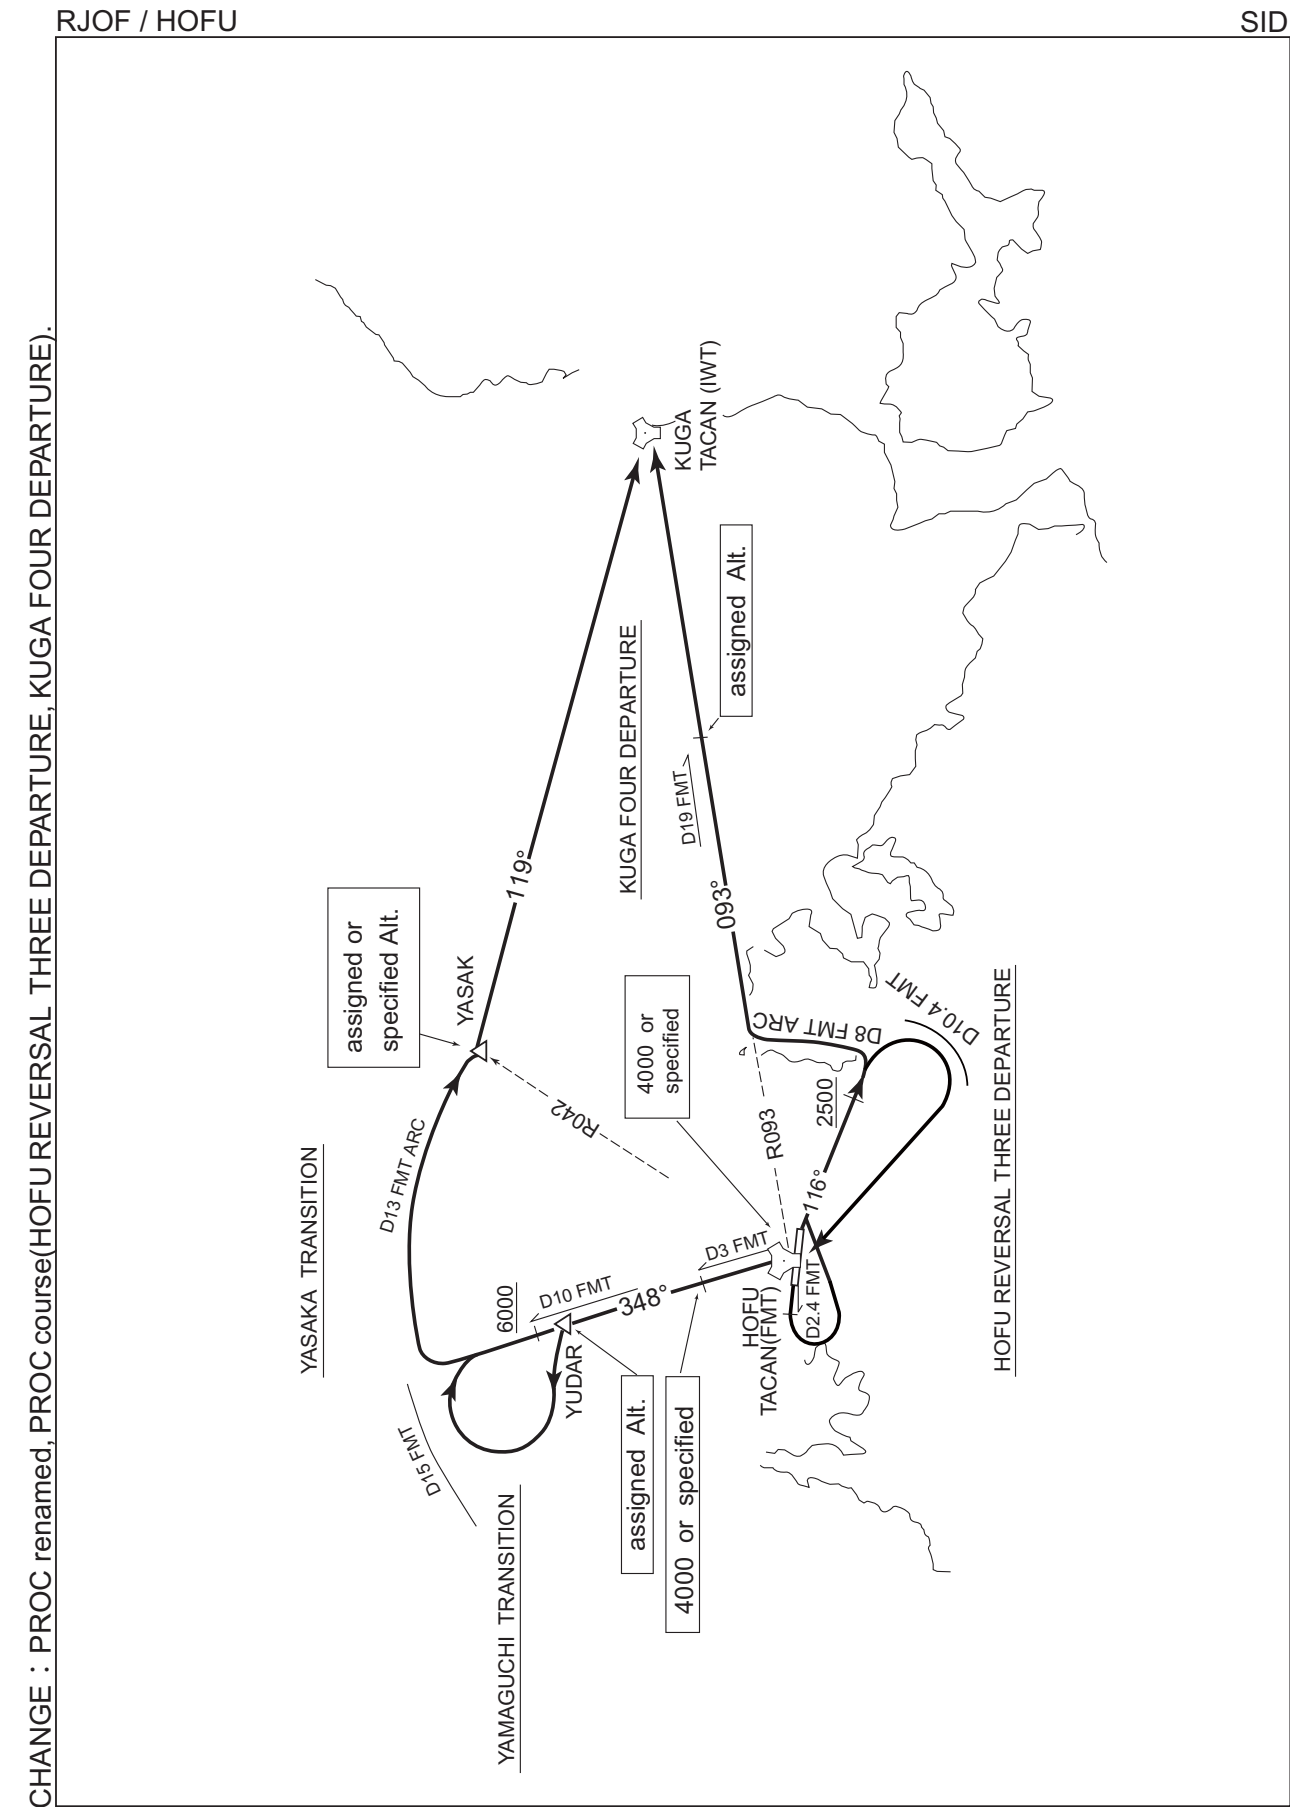 RJOF / HOFU
SID
CHANGE : PROC renamed, PROC course(HOFU REVERSAL THREE DEPARTURE, KUGA FOUR DEPARTURE).
YASAKA TRANSITION
assigned or
specified Alt.
YASAK
119°
D13 FMT ARC
R042
D15 FMT
YAMAGUCHI TRANSITION
6000
D10 FMT
348°
YUDAR
assigned Alt.
4000 or specified
D3 FMT
4000 or
specified
HOFU
TACAN(FMT)
D2.4 FMT
116°
R093
2500
D8 FMT ARC
D10.4 FMT
HOFU REVERSAL THREE DEPARTURE
093°
D19 FMT
assigned Alt.
KUGA FOUR DEPARTURE
KUGA
TACAN (IWT)